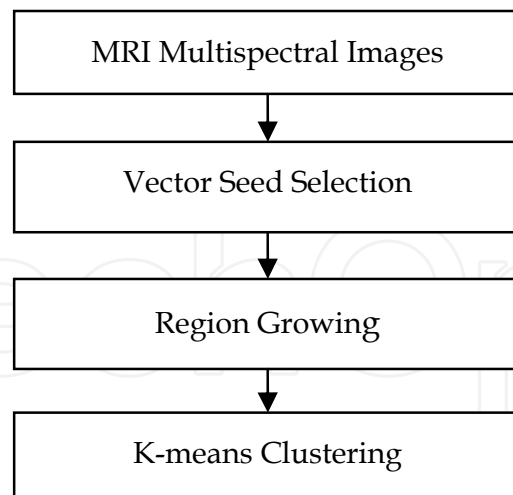 MRI Multispectral Images
Vector Seed Selection
Region Growing
K-means Clustering